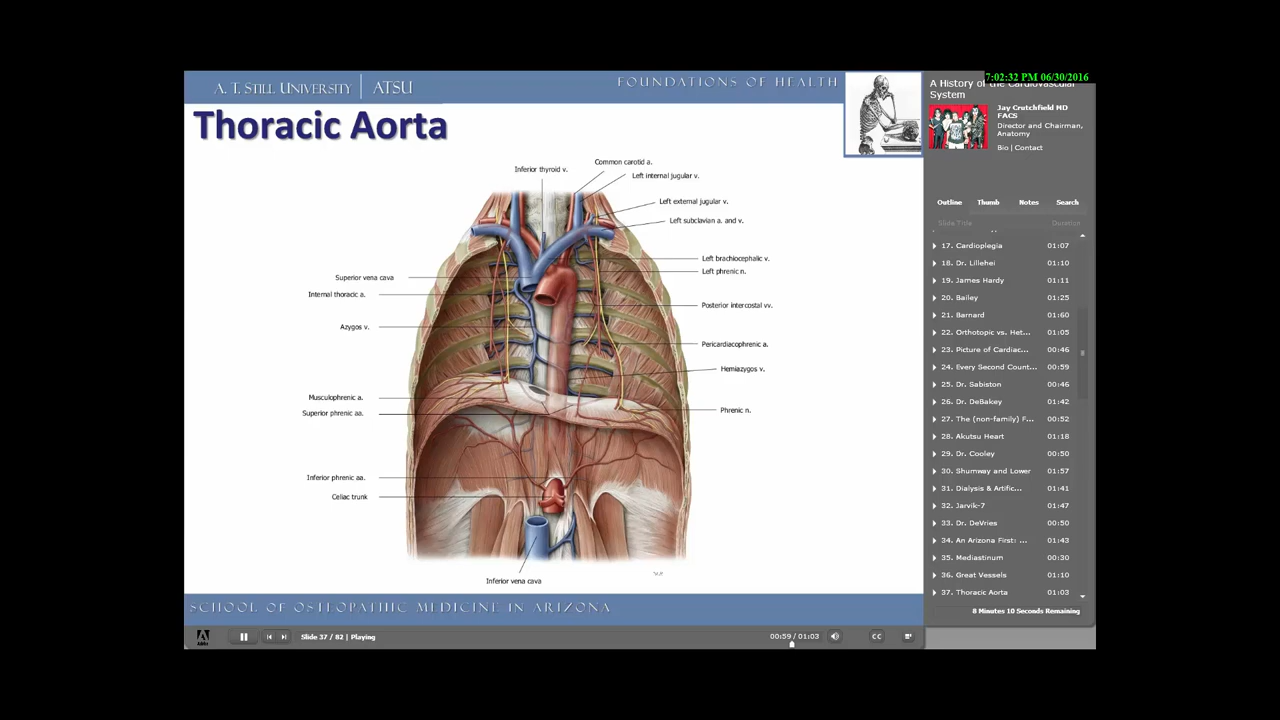 A. T. STILL UNIVERSITY | ATSU
FOUNDATIONS OF HEALTH
Thoracic Aorta
Inferior thyroid v.
Common carotid a.
Left internal jugular v.
Left external jugular v.
Left subclavian a. and v.
Left brachiocephalic v.
Left phrenic n.
Posterior intercostal vv.
Pericardiacophrenic a.
Hemiazygos v.
Phrenic n.
Superior vena cava
Internal thoracic a.
Azygos v.
Musculophrenic a.
Superior phrenic aa.
Inferior phrenic aa.
Celiac trunk
Inferior vena cava
SCHOOL OF OSTEOPATHIC MEDICINE IN ARIZONA
Slide 37 / 82 | Playing
00:59 / 01:03
CC
7:02:32 PM 06/30/2016
A History of the Cardiovascular
System
Jay Crutchfield MD
FACS
Director and Chairman,
Anatomy
Bio | Contact
Outline Thumb Notes Search
Slide Title Duration
17. Cardioplegia 01:07
18. Dr. Lillehei 01:10
19. James Hardy 01:11
20. Bailey 01:25
21. Barnard 01:60
22. Orthotopic vs. Het... 01:05
23. Picture of Cardiac... 00:46
24. Every Second Count... 00:59
25. Dr. Sabiston 00:46
26. Dr. DeBakey 01:42
27. The (non-family) F... 00:52
28. Akutsu Heart 01:18
29. Dr. Cooley 00:50
30. Shumway and Lower 01:57
31. Dialysis & Artific... 01:41
32. Jarvik-7 01:47
33. Dr. DeVries 00:50
34. An Arizona First: ... 01:43
35. Mediastinum 00:30
36. Great Vessels 01:10
37. Thoracic Aorta 01:03
8 Minutes 10 Seconds Remaining